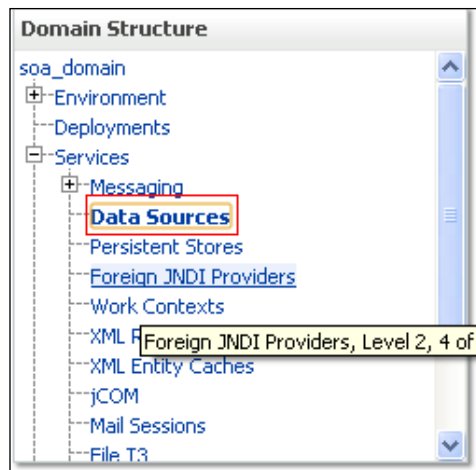 Domain Structure
soa_domain
Environment
Deployments
Services
Messaging
Data Sources
Persistent Stores
Foreign JNDI Providers
Work Contexts
XML
Foreign JNDI Providers, Level 2, 4 of
XML Entity Caches
jCOM
Mail Sessions
File T3